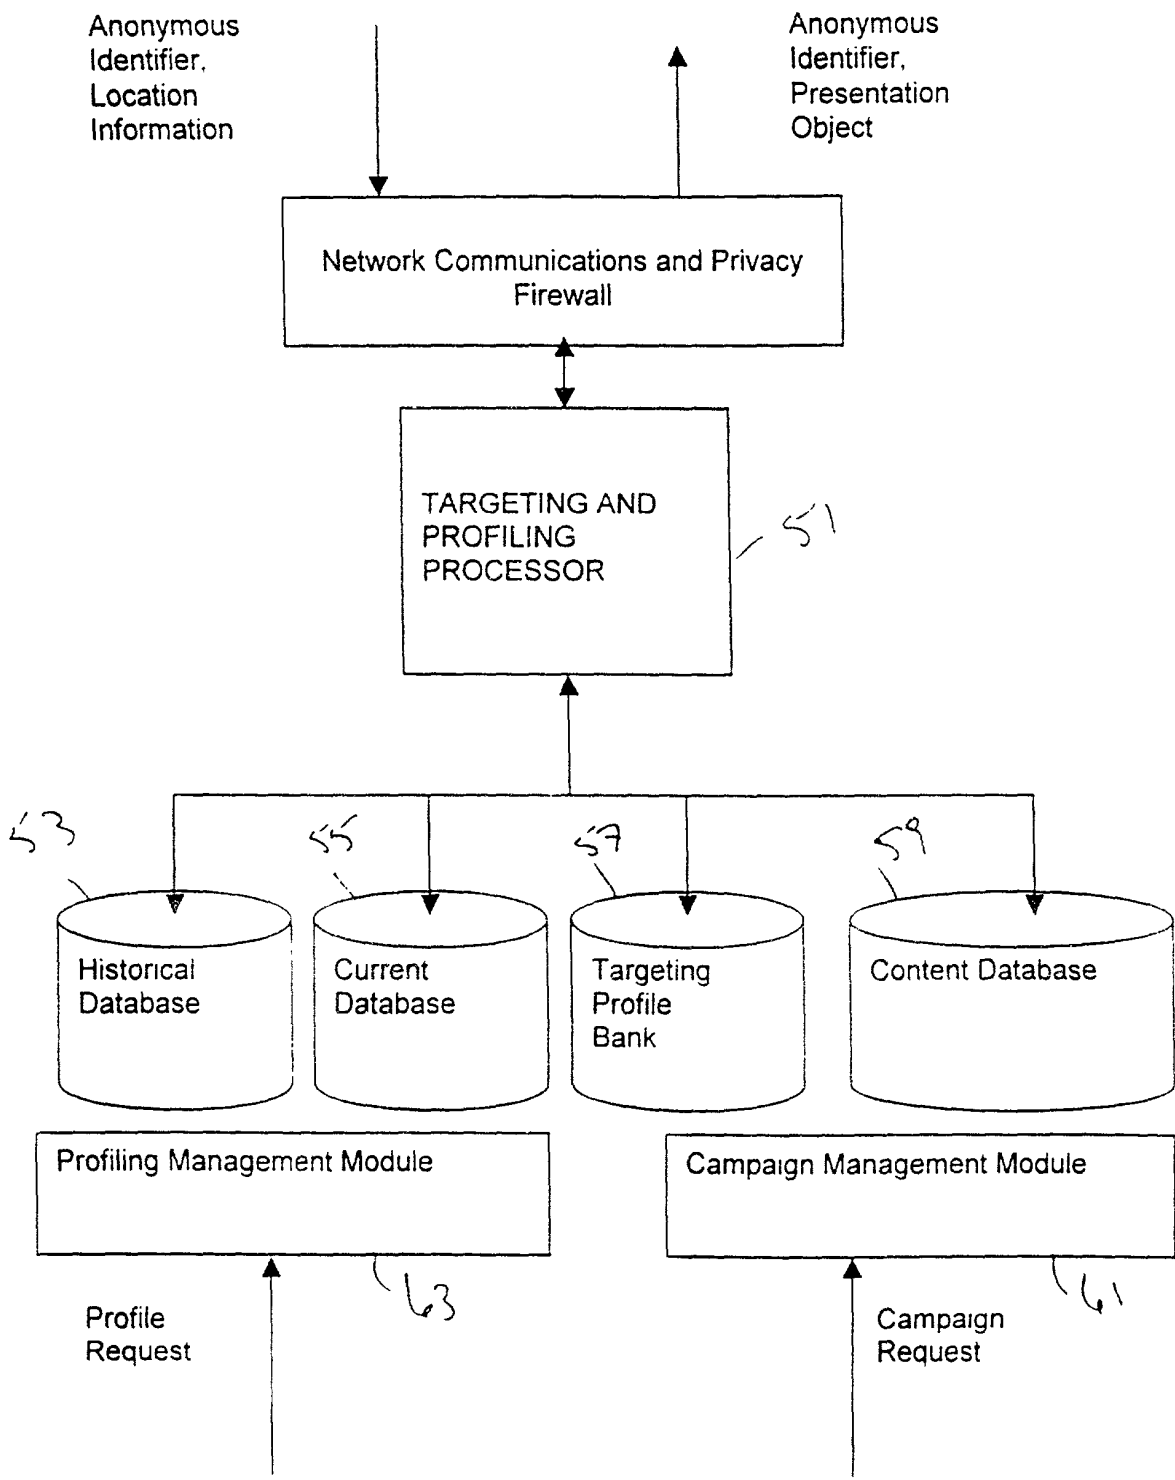 Anonymous
Identifier,
Location
Information
Anonymous
Identifier,
Presentation
Object
Network Communications and Privacy
Firewall
TARGETING AND
PROFILING
PROCESSOR
51
53
55
57
59
Historical
Database
Current
Database
Targeting
Profile
Bank
Content Database
Profiling Management Module
Campaign Management Module
63
61
Profile
Request
Campaign
Request